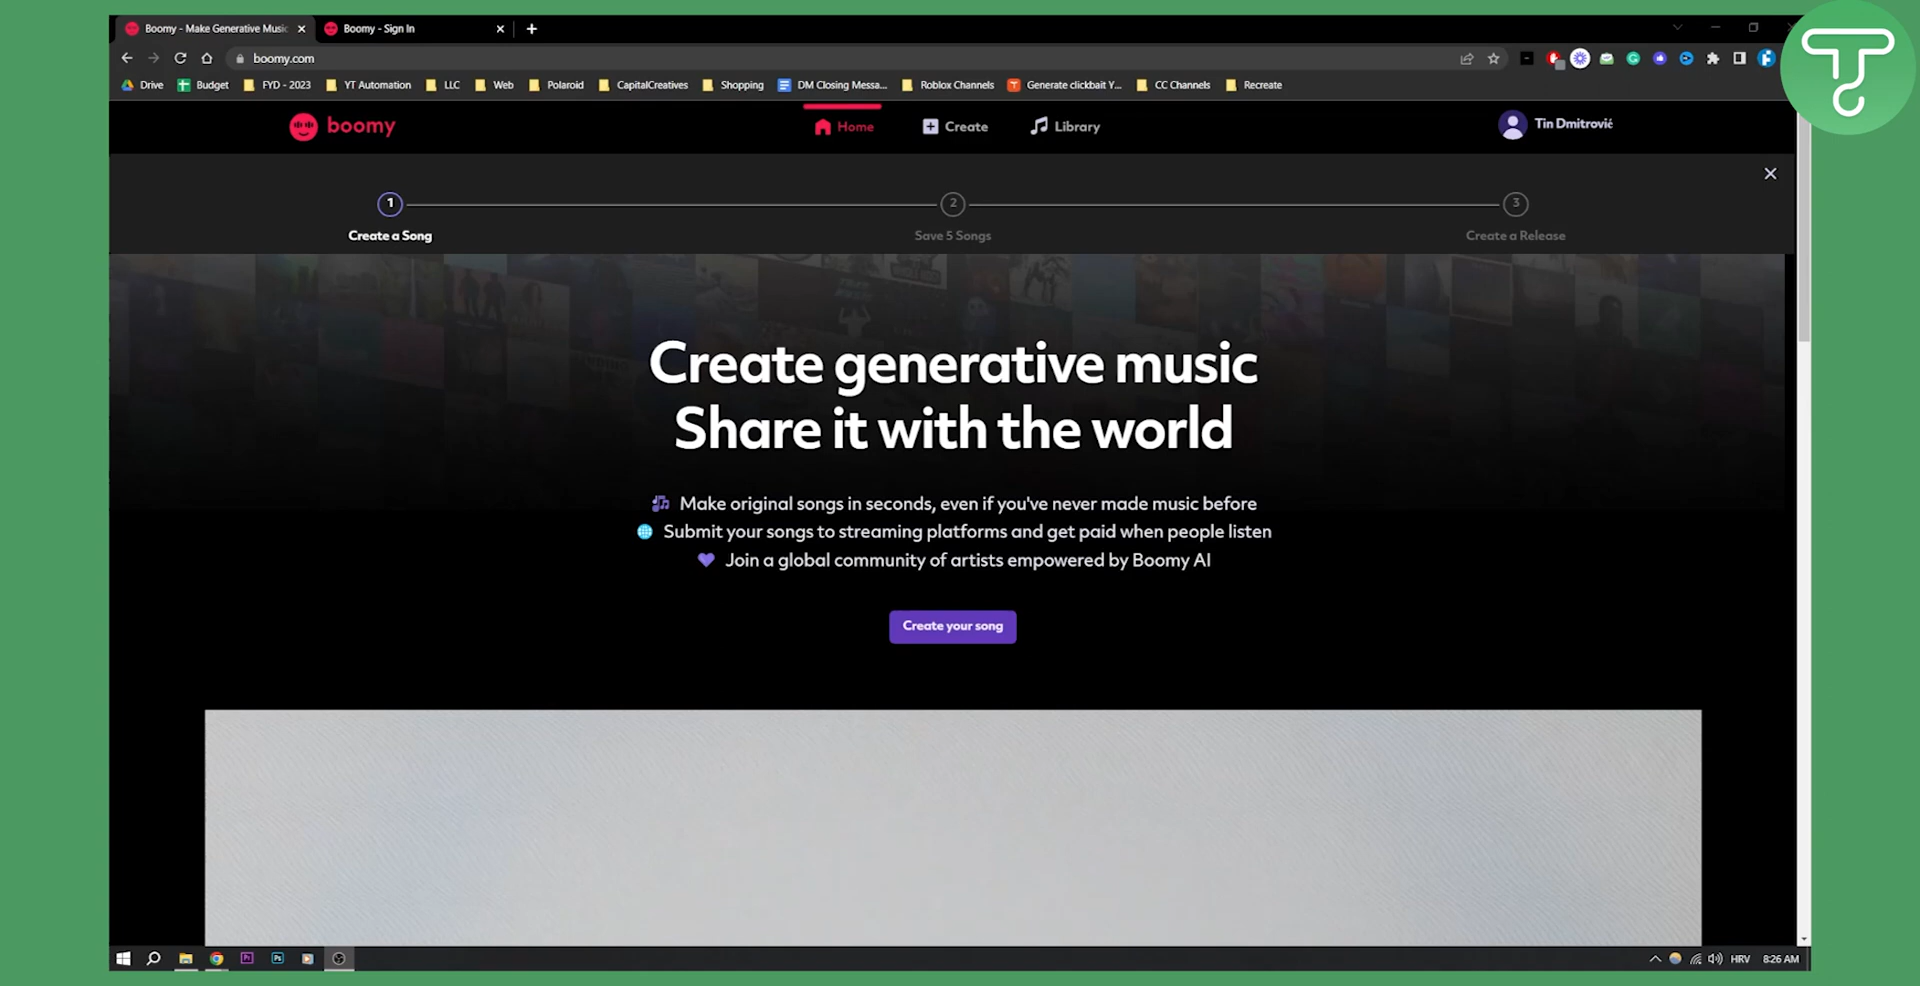 Boomy - Make Generative Music
Boomy - Sign In
boomy.com
Drive
Budget
FYD - 2023
YT Automation
LLC
Web
Polaroid
CapitalCreatives
Shopping
DM Closing Messa...
Roblox Channels
Generate clickbait Y...
CC Channels
Recreate
boomy
Home
Create
Library
Tin Dmitrović
1
2
3
Create a Song
Save 5 Songs
Create a Release
Create generative music
Share it with the world
Make original songs in seconds, even if you've never made music before
Submit your songs to streaming platforms and get paid when people listen
Join a global community of artists empowered by Boomy AI
Create your song
Pr
Ps
HRV
8:26 AM